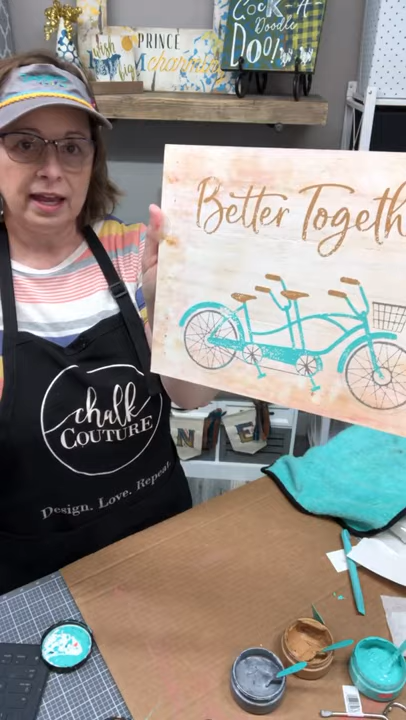 PRINCE
Charming
COCK-A-
Doodle
Doo!
Better Togeth
chalk
COUTURE
Design. Love. Repeat.
N E